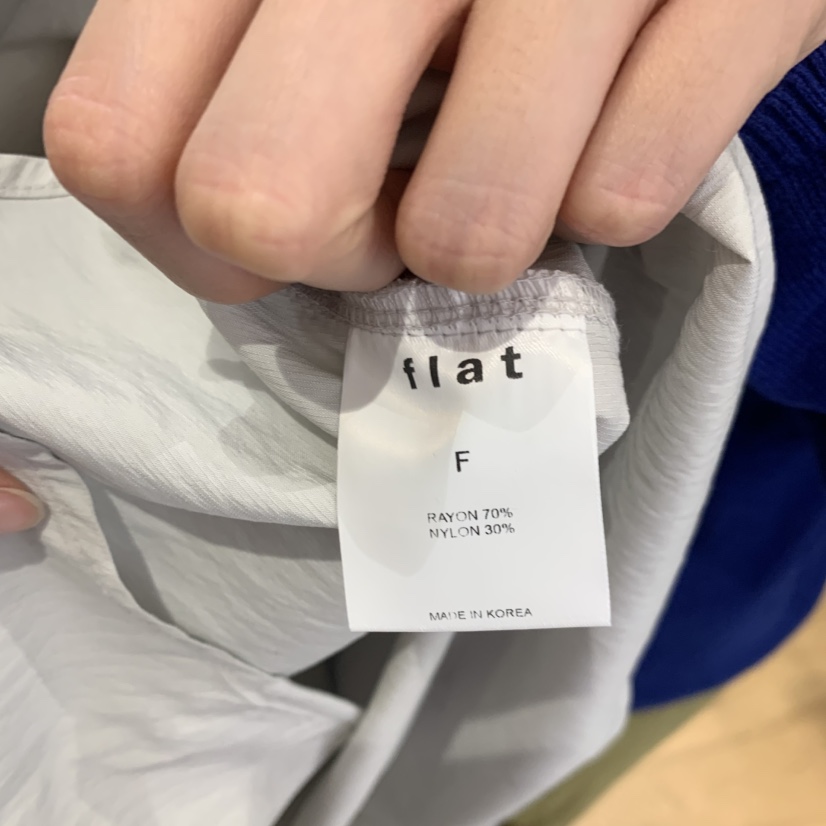 flat
F
RAYON 70%
NYLON 30%
MADE IN KOREA